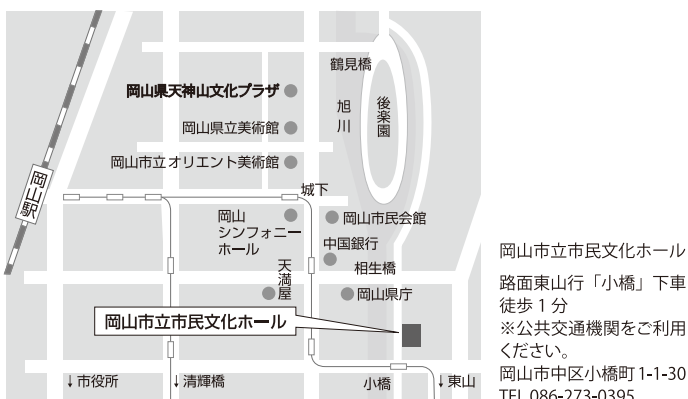 鶴見橋
岡山県天神山文化プラザ
旭川
後楽園
岡山県立美術館
岡山市立オリエント美術館
岡山駅
城下
岡山
シンフォニー
ホール
岡山市民会館
中国銀行
相生橋
天満屋
岡山県庁
岡山市立市民文化ホール
↓市役所
↓清輝橋
小橋
↓東山
岡山市立市民文化ホール
路面東山行「小橋」下車
徒歩1分
※公共交通機関をご利用
ください。
岡山市中区小橋町1-1-30
TEL 086-273-0395